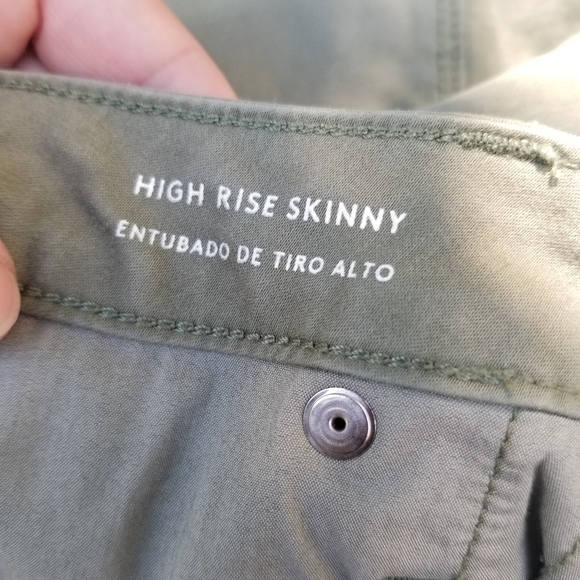 HIGH RISE SKINNY
ENTUBADO DE TIRO ALTO